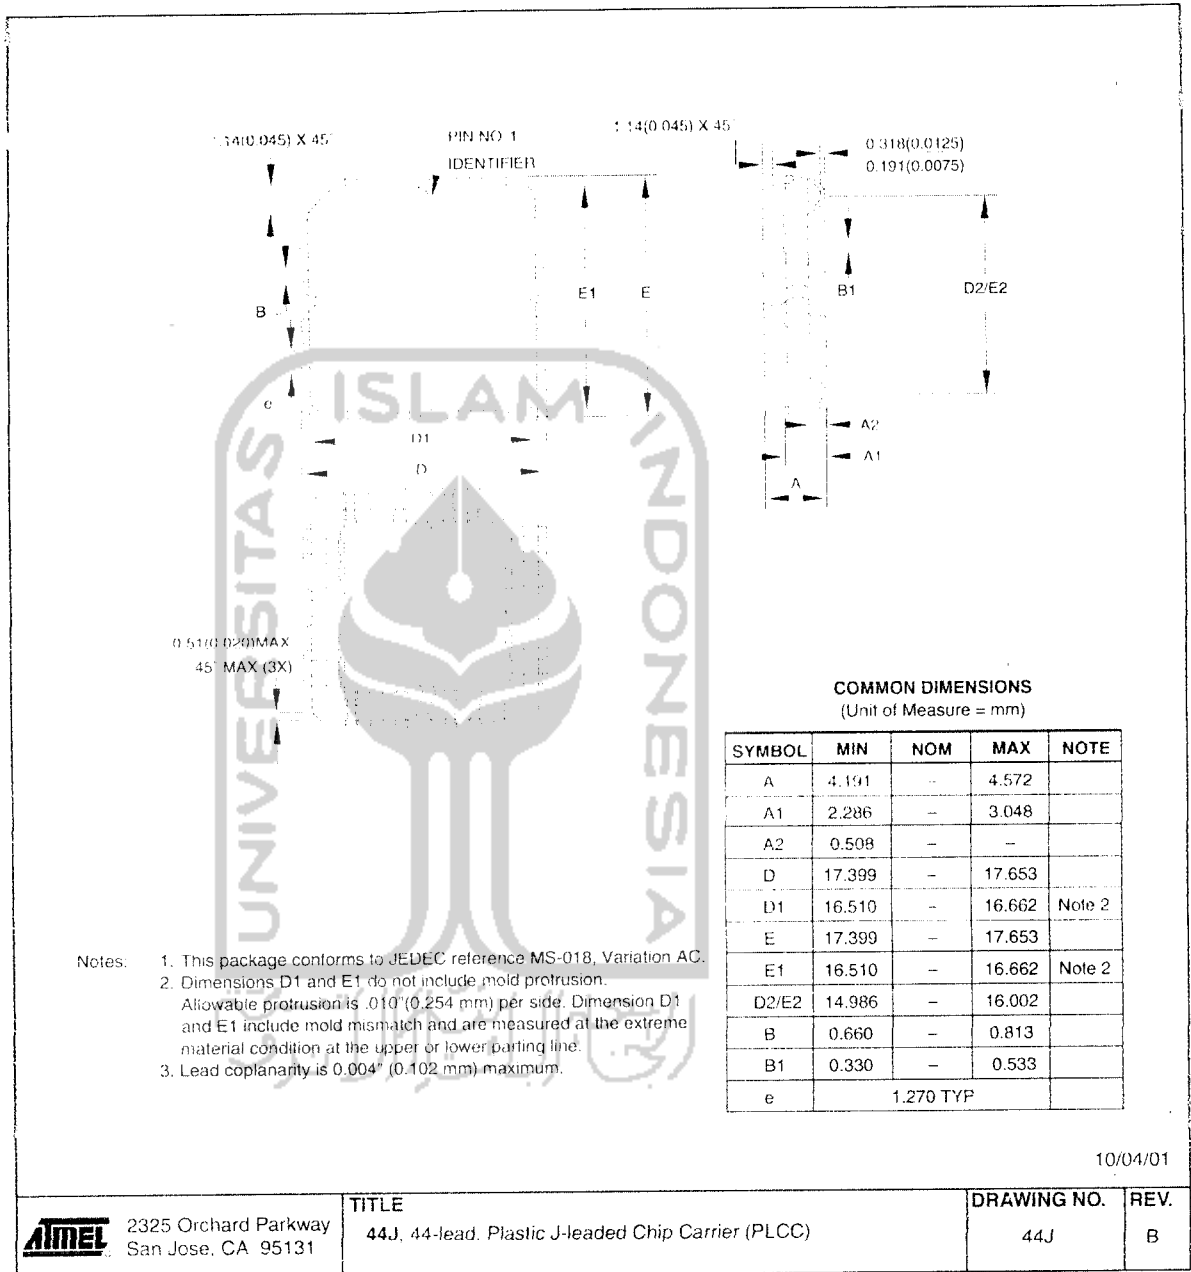 1.14(0.045) X 45°
PIN NO. 1
IDENTIFIER
1.14(0.045) X 45°
0.318(0.0125)
0.191(0.0075)
B
e
E1
E
B1
D2/E2
D1
D
A2
A1
A
0.51(0.020)MAX
45° MAX (3X)
UNIVERSITAS ISLAM INDONESIA
COMMON DIMENSIONS
(Unit of Measure = mm)
SYMBOL MIN NOM MAX NOTE
A 4.191 – 4.572
A1 2.286 – 3.048
A2 0.508 – –
D 17.399 – 17.653
D1 16.510 – 16.662 Note 2
E 17.399 – 17.653
E1 16.510 – 16.662 Note 2
D2/E2 14.986 – 16.002
B 0.660 – 0.813
B1 0.330 – 0.533
e 1.270 TYP
Notes: 1. This package conforms to JEDEC reference MS-018, Variation AC.
2. Dimensions D1 and E1 do not include mold protrusion.
Allowable protrusion is .010"(0.254 mm) per side. Dimension D1
and E1 include mold mismatch and are measured at the extreme
material condition at the upper or lower parting line.
3. Lead coplanarity is 0.004" (0.102 mm) maximum.
10/04/01
ATMEL
2325 Orchard Parkway
San Jose, CA 95131
TITLE
44J, 44-lead, Plastic J-leaded Chip Carrier (PLCC)
DRAWING NO.
44J
REV.
B